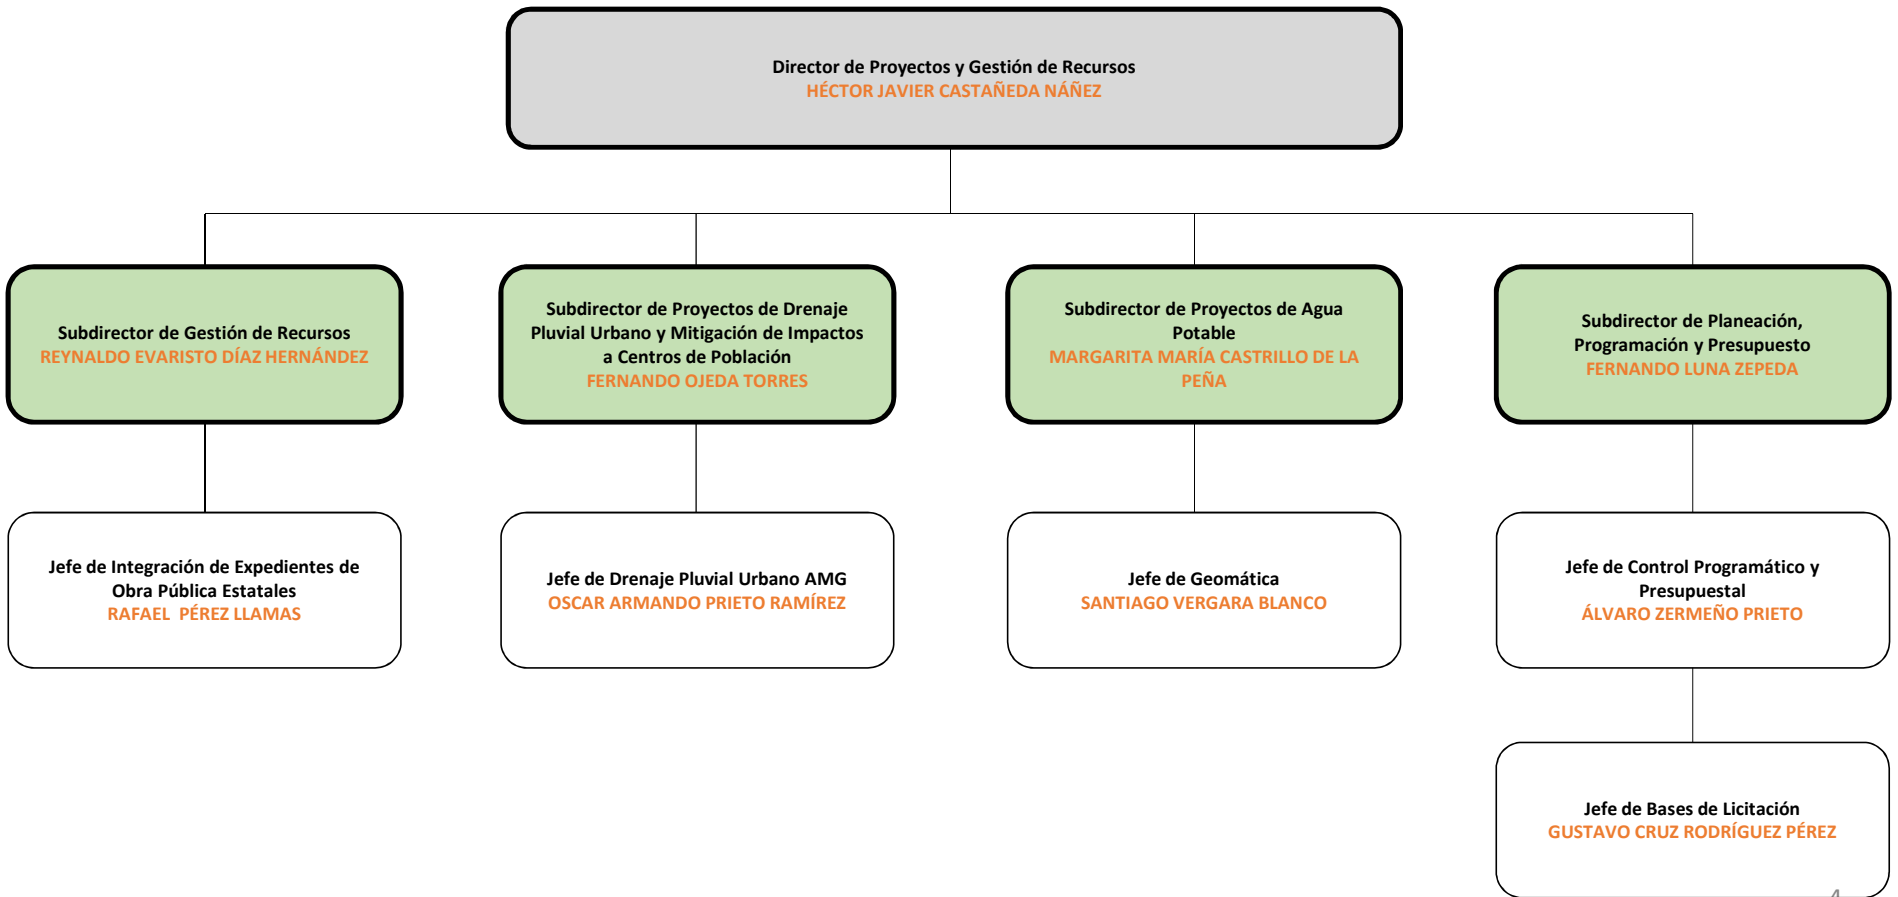 Director de Proyectos y Gestión de Recursos
HÉCTOR JAVIER CASTAÑEDA NÁÑEZ
Subdirector de Gestión de Recursos
REYNALDO EVARISTO DÍAZ HERNÁNDEZ
Subdirector de Proyectos de Drenaje
Pluvial Urbano y Mitigación de Impactos
a Centros de Población
FERNANDO OJEDA TORRES
Subdirector de Proyectos de Agua
Potable
MARGARITA MARÍA CASTRILLO DE LA
PEÑA
Subdirector de Planeación,
Programación y Presupuesto
FERNANDO LUNA ZEPEDA
Jefe de Integración de Expedientes de
Obra Pública Estatales
RAFAEL  PÉREZ LLAMAS
Jefe de Drenaje Pluvial Urbano AMG
OSCAR ARMANDO PRIETO RAMÍREZ
Jefe de Geomática
SANTIAGO VERGARA BLANCO
Jefe de Control Programático y
Presupuestal
ÁLVARO ZERMEÑO PRIETO
Jefe de Bases de Licitación
GUSTAVO CRUZ RODRÍGUEZ PÉREZ
4